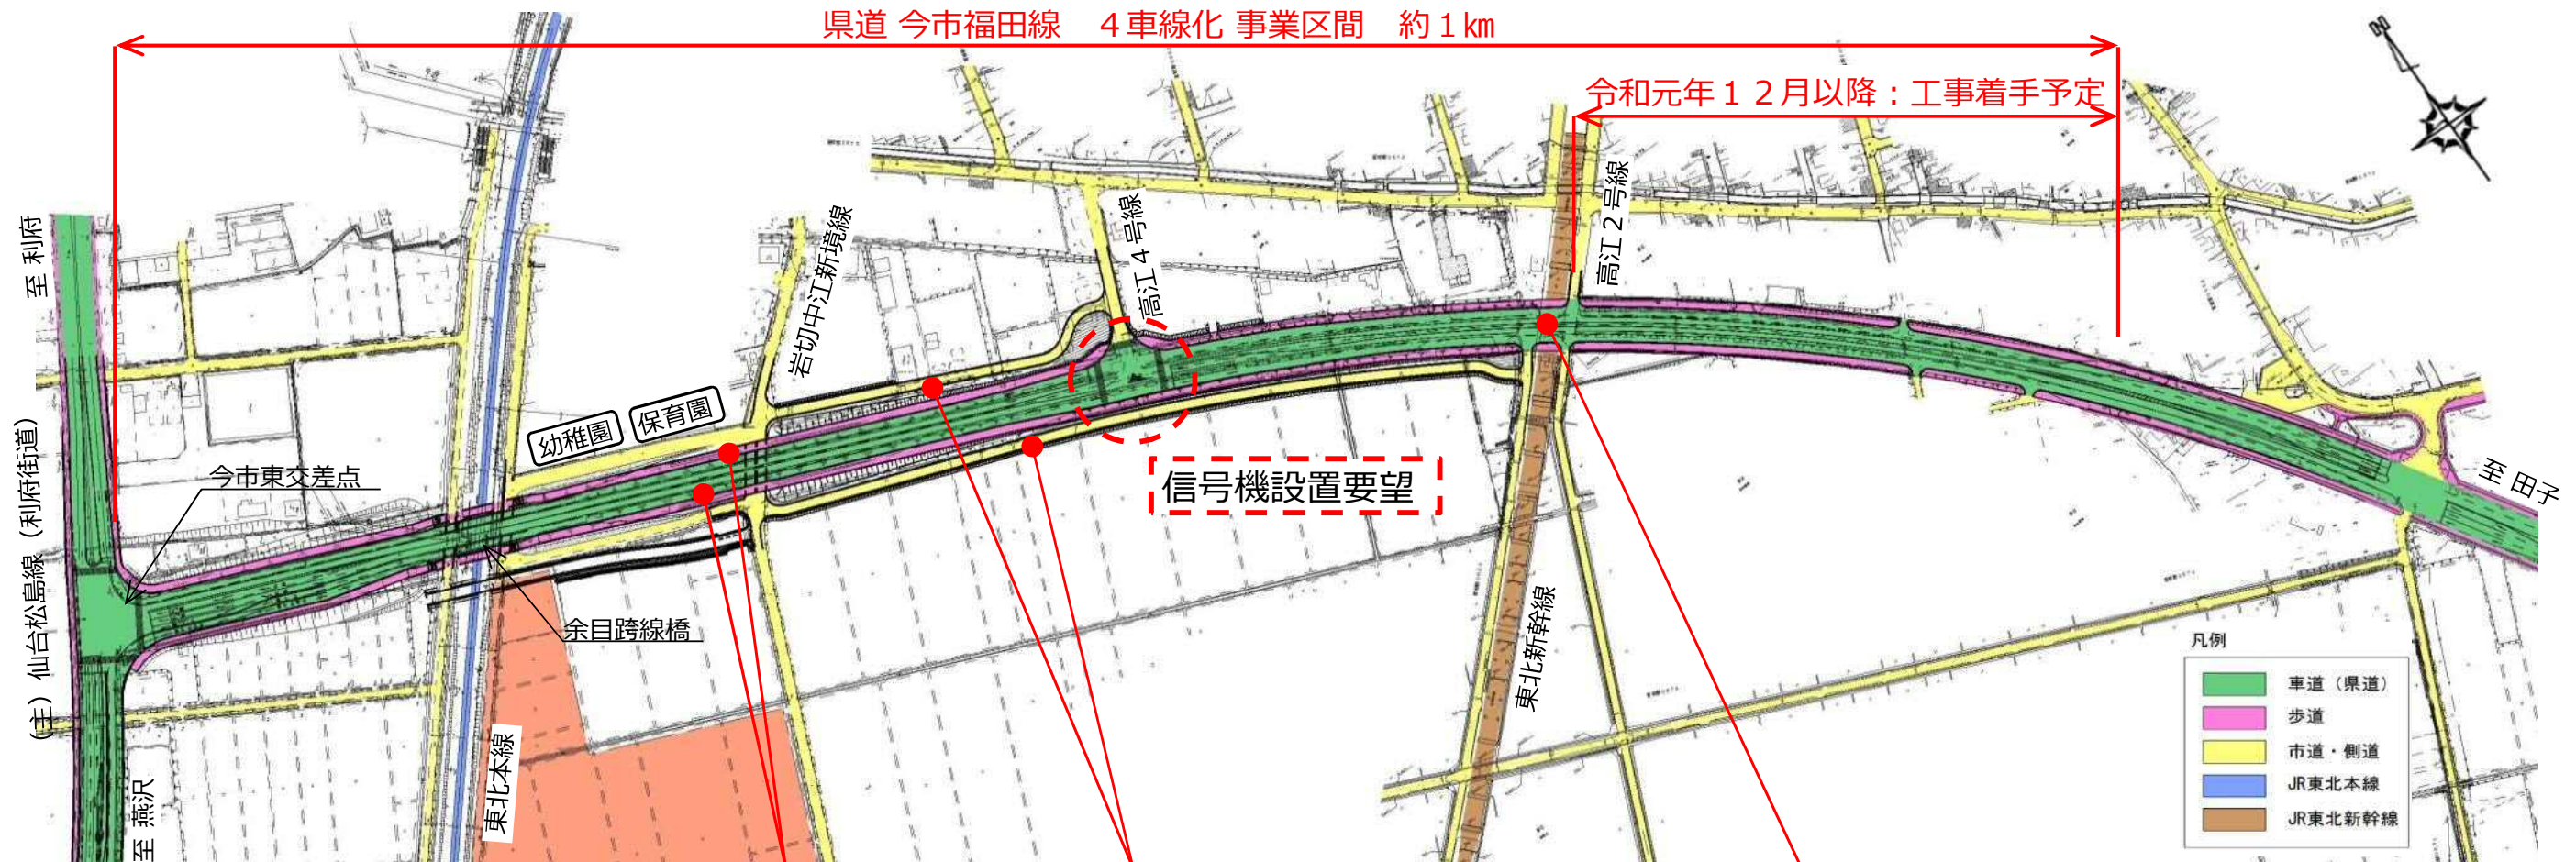 県道 今市福田線　４車線化 事業区間　約１㎞
令和元年１２月以降：工事着手予定
N
至 利府
(主) 仙台松島線（利府街道）
今市東交差点
幼稚園
保育園
岩切中江新境線
高江４号線
高江２号線
信号機設置要望
至 田子
余目跨線橋
東北新幹線
東北本線
至 燕沢
凡例
車道（県道）
歩道
市道・側道
JR東北本線
JR東北新幹線